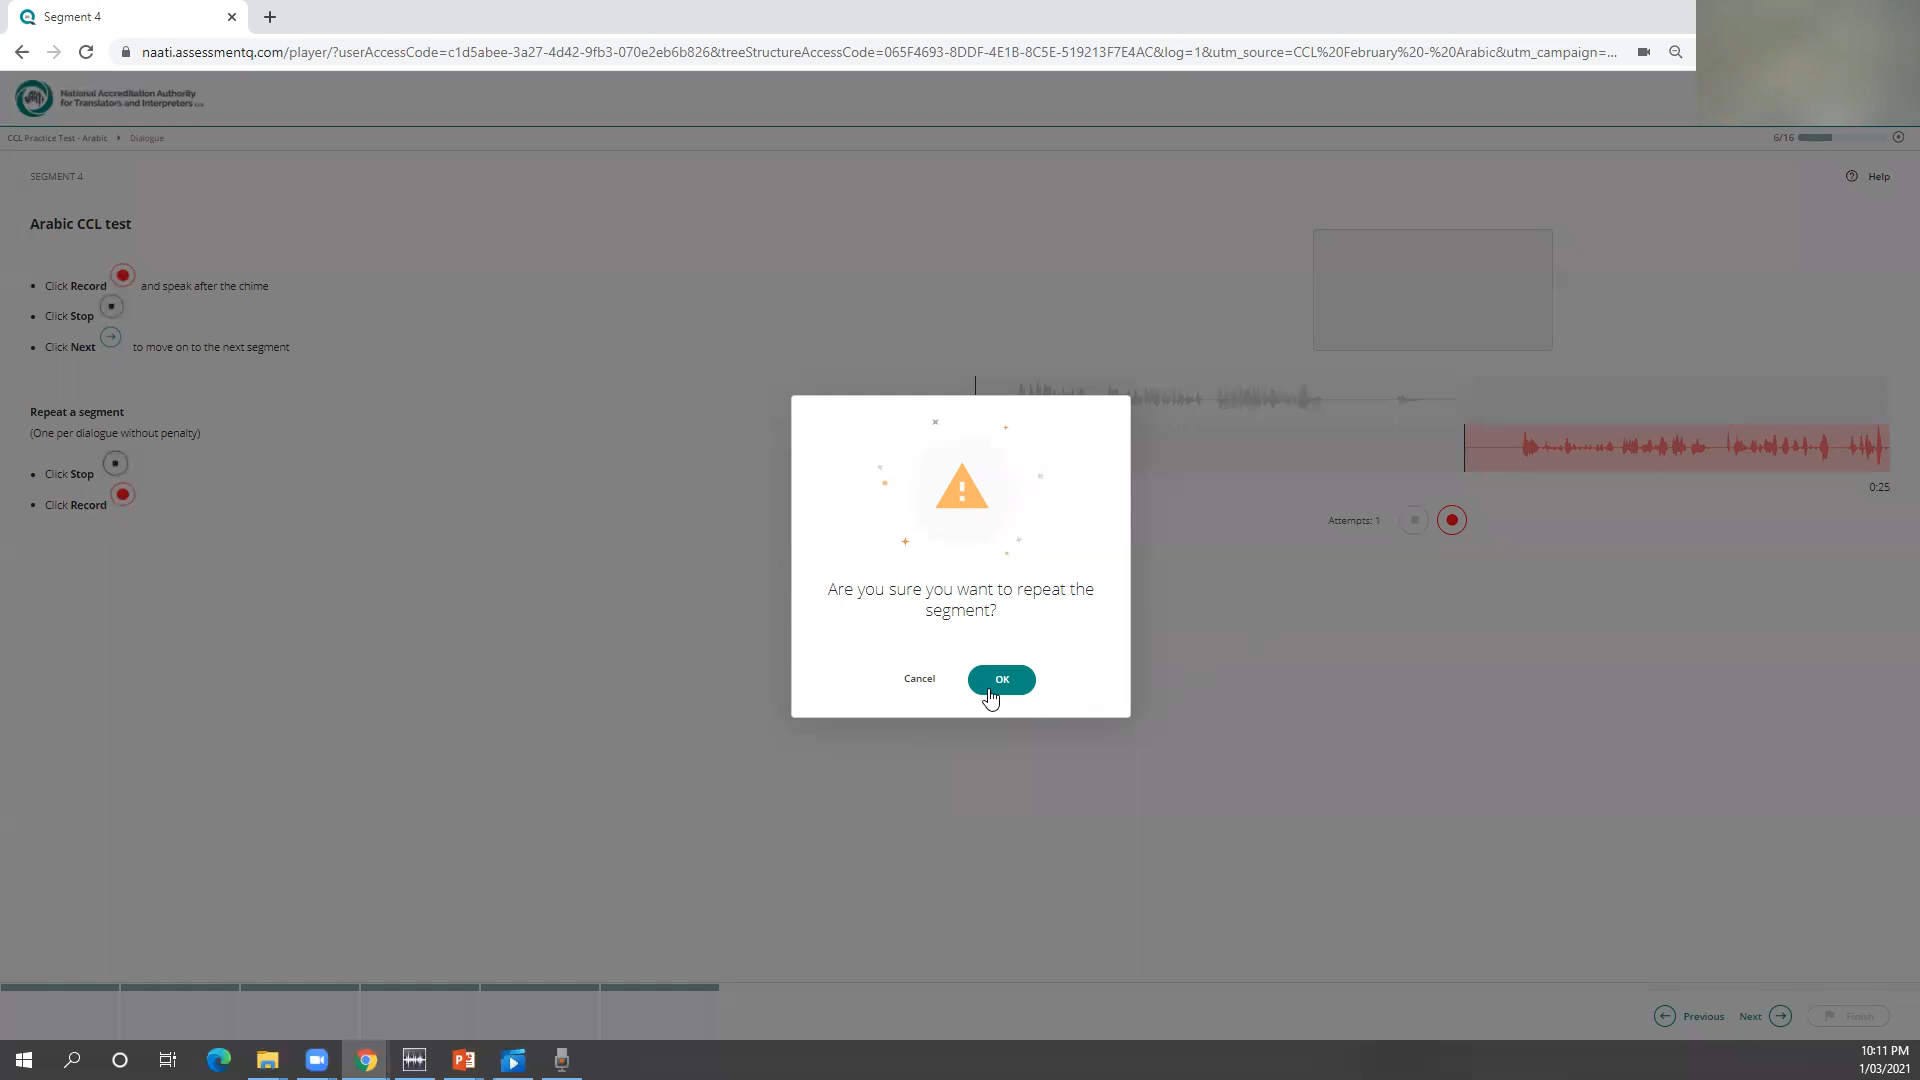 Segment 4
naati.assessmentq.com/player/?userAccessCode=c1d5abee-3a27-4d42-9fb3-070e2eb6b826&treeStructureAccessCode=065F4693-8DDF-4E1B-8C5E-519213F7E4AC&log=1&utm_source=CCL%20February%20-%20Arabic&utm_campaign=...
National Accreditation Authority
for Translators and Interpreters
CCL Practice Test - Arabic
Dialogue
6/16
SEGMENT 4
Help
Arabic CCL test
• Click Record and speak after the chime
• Click Stop
• Click Next to move on to the next segment
Repeat a segment
(One per dialogue without penalty)
• Click Stop
• Click Record
0:25
Attempts: 1
Are you sure you want to repeat the
segment?
Cancel
OK
Previous
Next
Finish
10:11 PM
1/03/2021